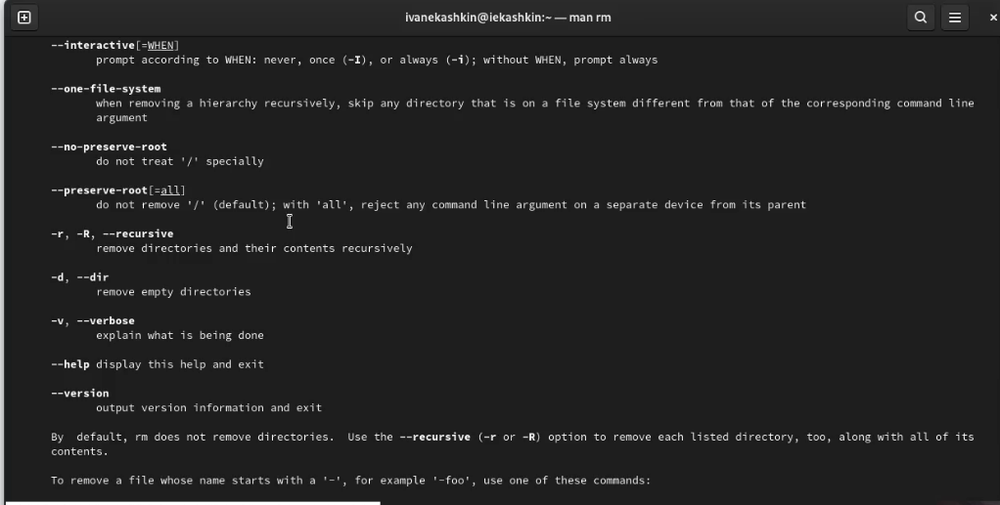 ivanekashkin@iekashkin:~ — man rm
--interactive[=WHEN]
prompt according to WHEN: never, once (-I), or always (-i); without WHEN, prompt always
--one-file-system
when removing a hierarchy recursively, skip any directory that is on a file system different from that of the corresponding command line
argument
--no-preserve-root
do not treat '/' specially
--preserve-root[=all]
do not remove '/' (default); with 'all', reject any command line argument on a separate device from its parent
-r, -R, --recursive
remove directories and their contents recursively
-d, --dir
remove empty directories
-v, --verbose
explain what is being done
--help display this help and exit
--version
output version information and exit
By  default, rm does not remove directories.  Use the --recursive (-r or -R) option to remove each listed directory, too, along with all of its
contents.
To remove a file whose name starts with a '-', for example '-foo', use one of these commands: